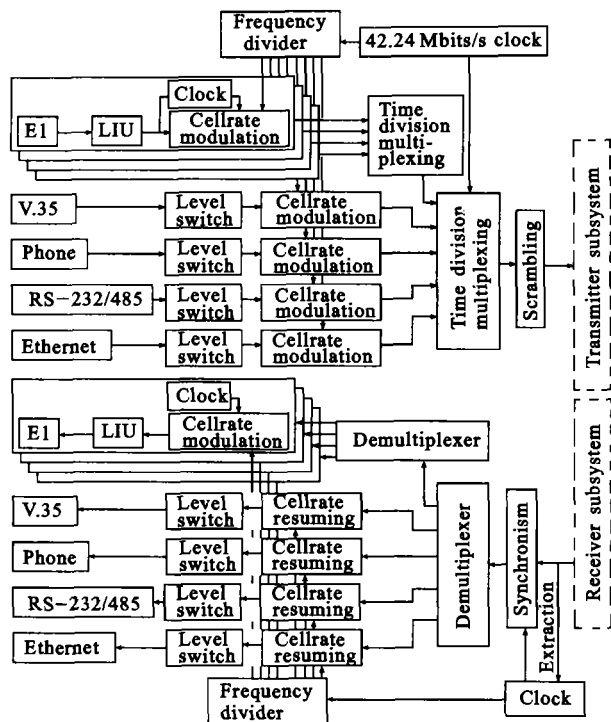 Frequency
divider
42.24 Mbits/s clock
Clock
E1
LIU
Cellrate
modulation
Time
division
multi-
plexing
V.35
Level
switch
Cellrate
modulation
Phone
Level
switch
Cellrate
modulation
RS-232/485
Level
switch
Cellrate
modulation
Ethernet
Level
switch
Cellrate
modulation
Time division
multiplexing
Scrambling
Transmitter subsystem
Clock
E1
LIU
Cellrate
modulation
Demultiplexer
V.35
Level
switch
Cellrate
resuming
Phone
Level
switch
Cellrate
resuming
RS-232/485
Level
switch
Cellrate
resuming
Ethernet
Level
switch
Cellrate
resuming
Demultiplexer
Synchronism
Extraction
Receiver subsystem
Frequency
divider
Clock